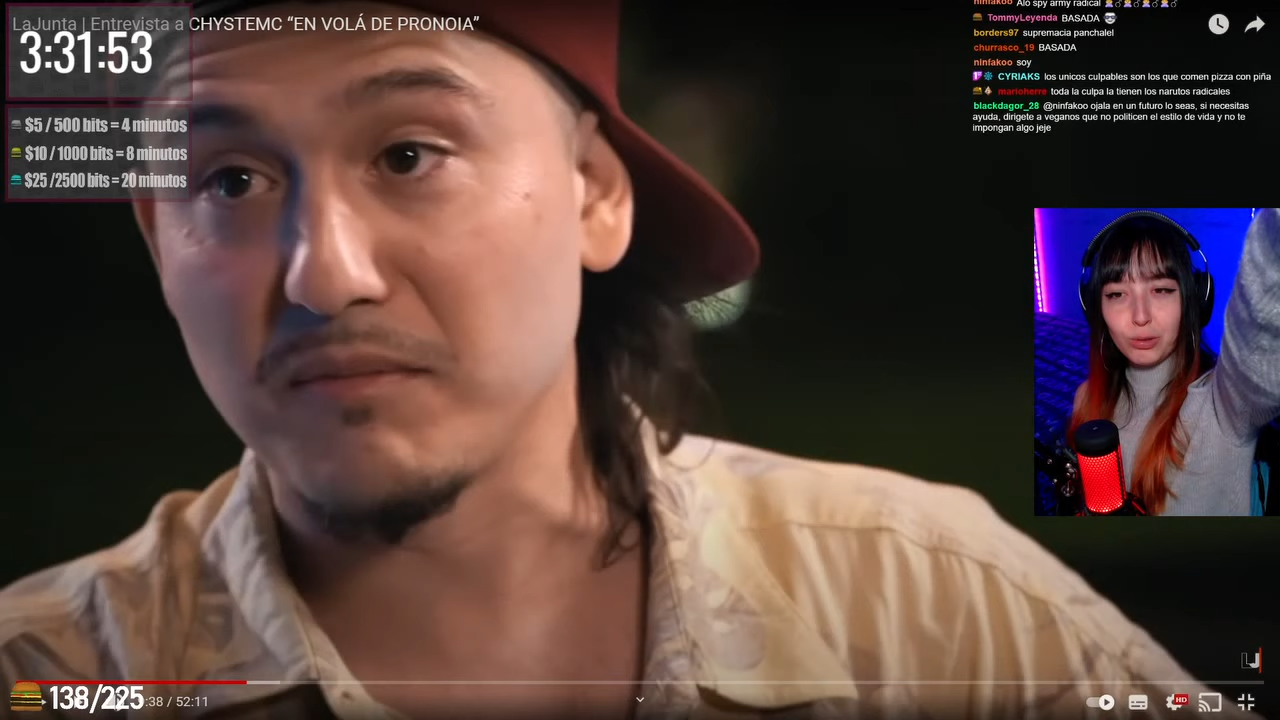 LaJunta | Entrevista a CHYSTEMC “EN VOLÁ DE PRONOIA”
3:31:53
$5 / 500 bits = 4 minutos
$10 / 1000 bits = 8 minutos
$25 /2500 bits = 20 minutos
ninfakoo Alo spy army radical
TommyLeyenda BASADA
borders97 supremacia panchalel
churrasco_19 BASADA
ninfakoo soy
CYRIAKS los unicos culpables son los que comen pizza con piña
marioherre toda la culpa la tienen los narutos radicales
blackdagor_28 @ninfakoo ojala en un futuro lo seas, si necesitas
ayuda, dirigete a veganos que no politicen el estilo de vida y no te
impongan algo jeje
LJ
138/225
:38 / 52:11
HD